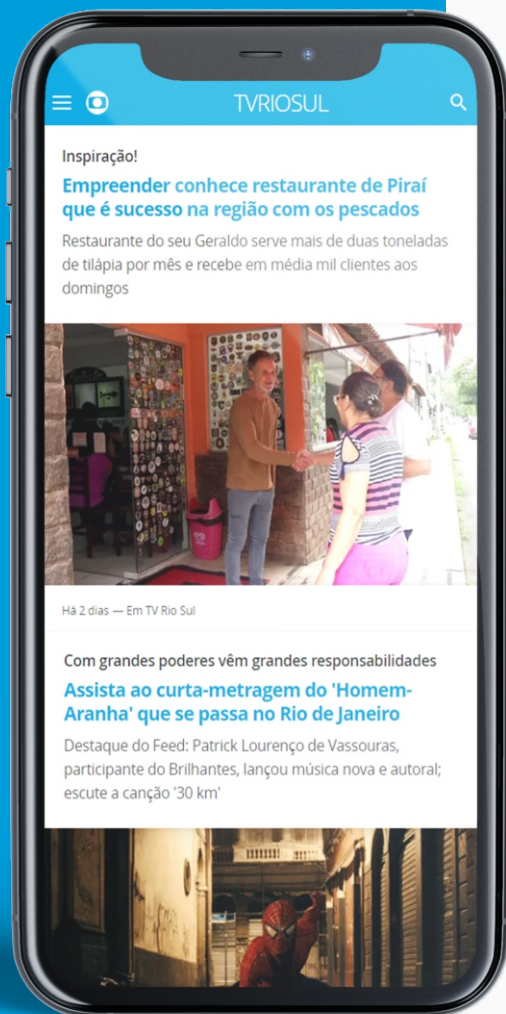 TVRIOSUL
Inspiração!
Empreender conhece restaurante de Piraí
que é sucesso na região com os pescados
Restaurante do seu Geraldo serve mais de duas toneladas
de tilápia por mês e recebe em média mil clientes aos
domingos
Há 2 dias — Em TV Rio Sul
Com grandes poderes vêm grandes responsabilidades
Assista ao curta-metragem do 'Homem-
Aranha' que se passa no Rio de Janeiro
Destaque do Feed: Patrick Lourenço de Vassouras,
participante do Brilhantes, lançou música nova e autoral;
escute a canção '30 km'